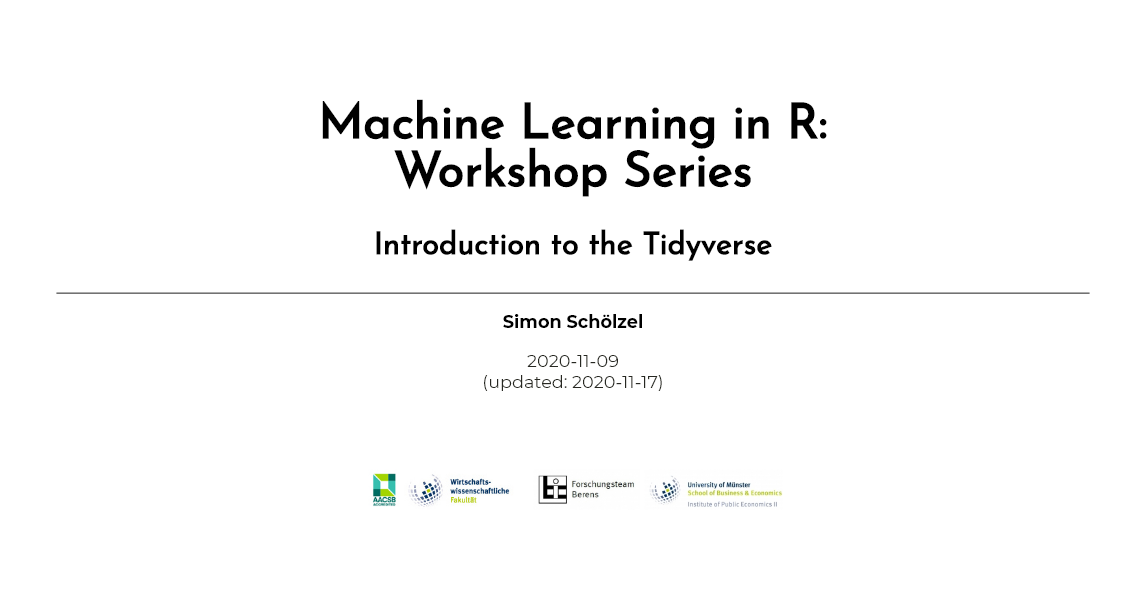 Machine Learning in R:
Workshop Series
Introduction to the Tidyverse
Simon Schölzel
2020-11-09
(updated: 2020-11-17)
AACSB
ACCREDITED
Wirtschafts-
wissenschaftliche
Fakultät
Forschungsteam
Berens
University of Münster
School of Business & Economics
Institute of Public Economics II